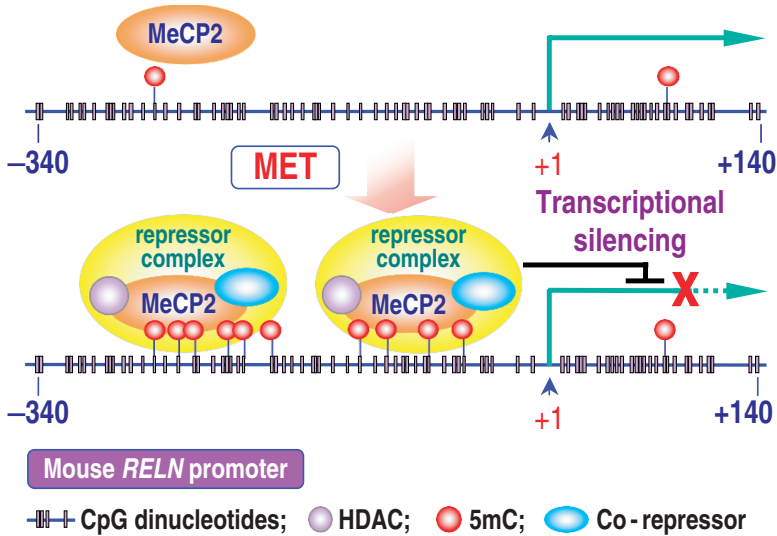 MeCP2
–340
+1
+140
MET
Transcriptional
silencing
repressor
complex
MeCP2
repressor
complex
MeCP2
X
–340
+1
+140
Mouse RELN promoter
CpG dinucleotides; HDAC; 5mC; Co-repressor